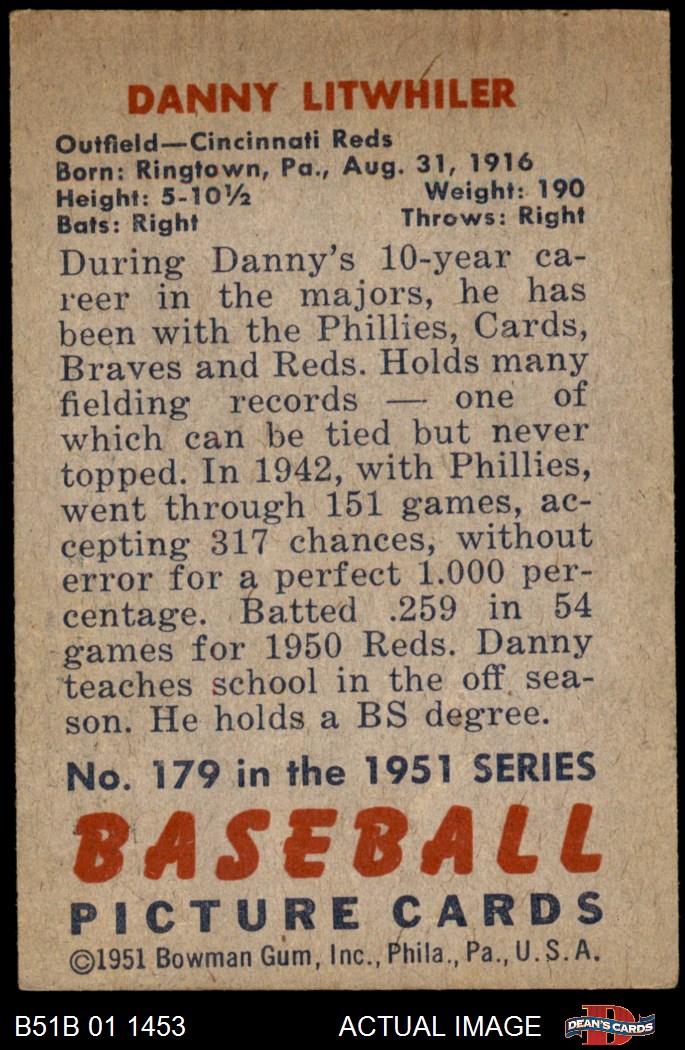 DANNY LITWHILER
Outfield—Cincinnati Reds
Born: Ringtown, Pa., Aug. 31, 1916
Height: 5-10½ Weight: 190
Bats: Right Throws: Right
During Danny's 10-year ca-
reer in the majors, he has
been with the Phillies, Cards,
Braves and Reds. Holds many
fielding records — one of
which can be tied but never
topped. In 1942, with Phillies,
went through 151 games, ac-
cepting 317 chances, without
error for a perfect 1.000 per-
centage. Batted .259 in 54
games for 1950 Reds. Danny
teaches school in the off sea-
son. He holds a BS degree.
No. 179 in the 1951 SERIES
BASEBALL
PICTURE CARDS
©1951 Bowman Gum, Inc., Phila., Pa., U.S.A.
B51B 01 1453 ACTUAL IMAGE D DEAN'S CARDS